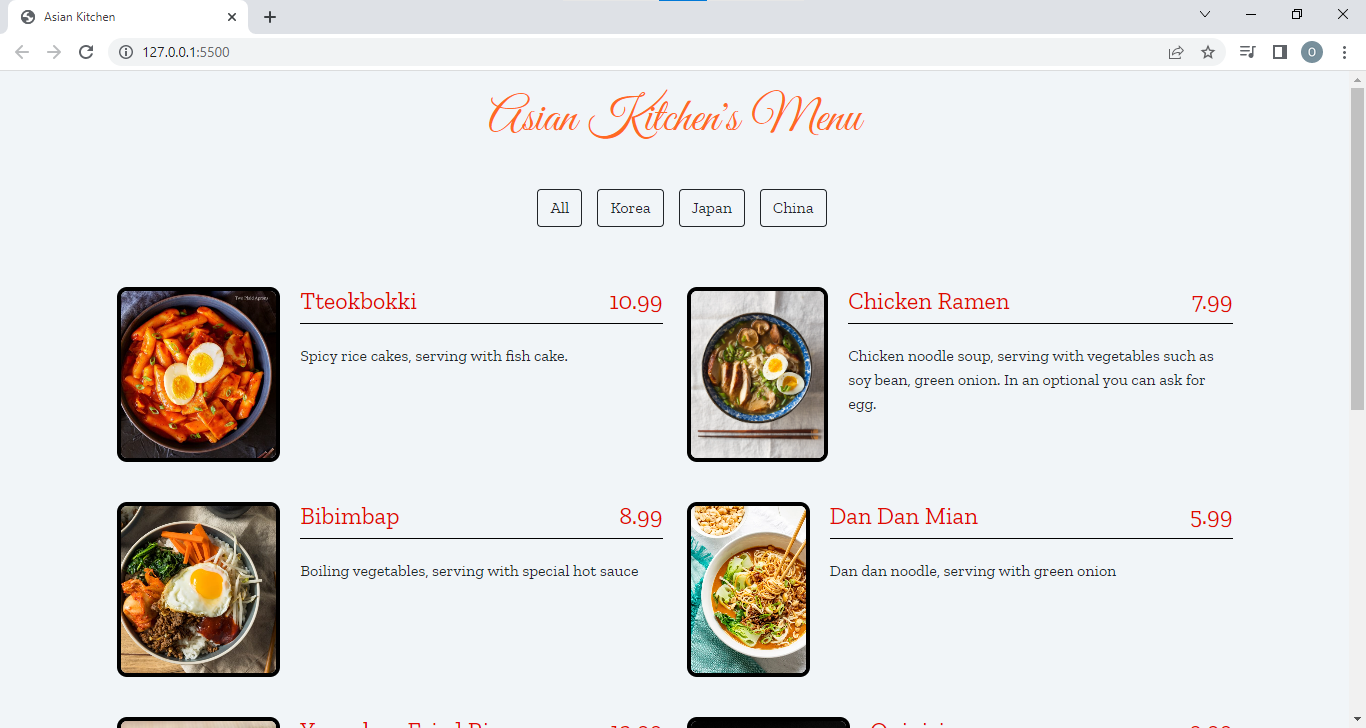 Asian Kitchen
127.0.0.1:5500
O
Asian Kitchen's Menu
All
Korea
Japan
China
Two Plaid Aprons
Tteokbokki 10.99
Spicy rice cakes, serving with fish cake.
Chicken Ramen 7.99
Chicken noodle soup, serving with vegetables such as
soy bean, green onion. In an optional you can ask for
egg.
Bibimbap 8.99
Boiling vegetables, serving with special hot sauce
Dan Dan Mian 5.99
Dan dan noodle, serving with green onion